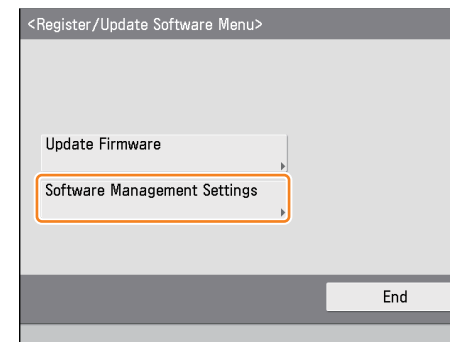 <Register/Update Software Menu>
Update Firmware
Software Management Settings
End